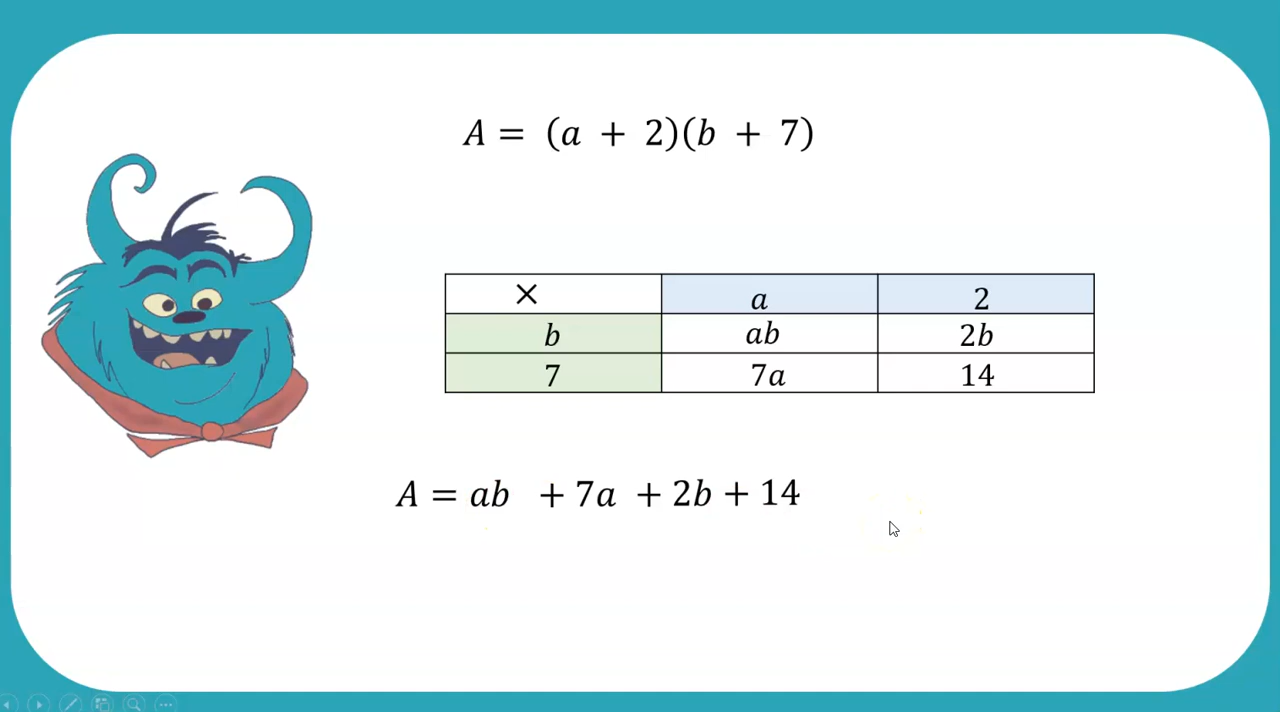 A = (a + 2)(b + 7)
× a 2
b ab 2b
7 7a 14
A = ab + 7a + 2b + 14